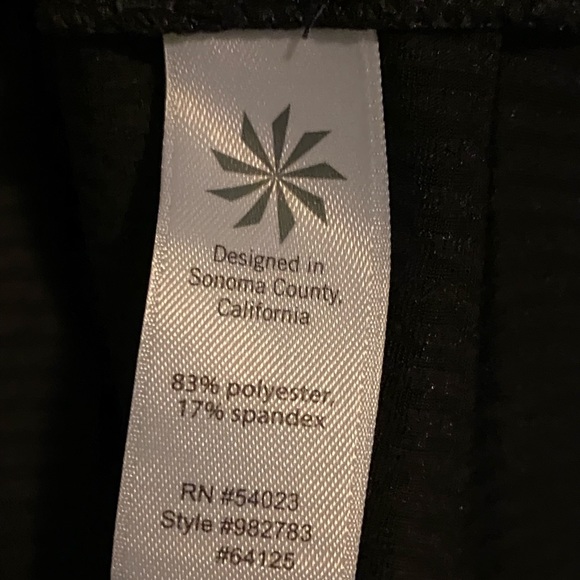 Designed in
Sonoma County,
California
83% polyester,
17% spandex
RN #54023
Style #982783
#64125